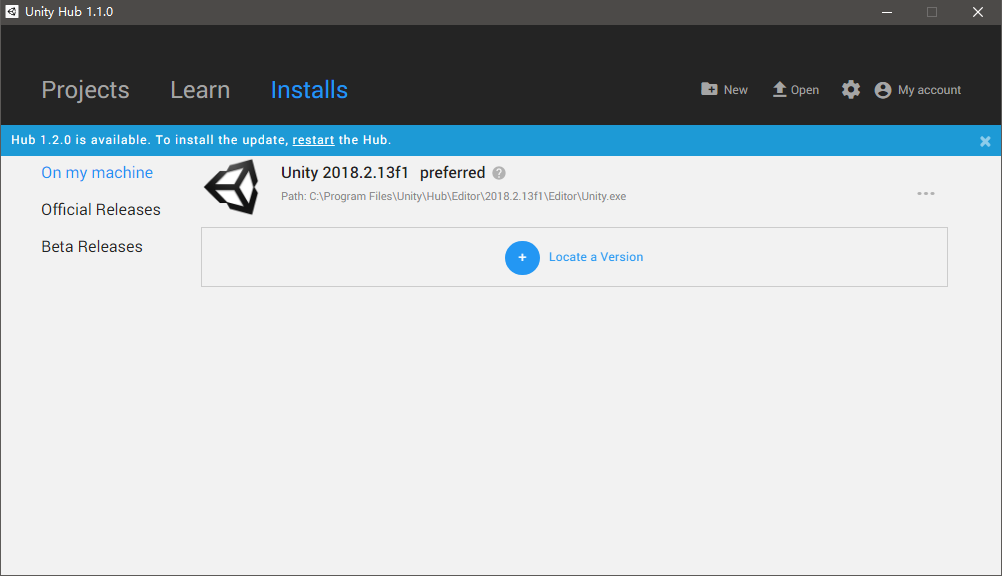 Unity Hub 1.1.0
Projects Learn Installs New Open My account
Hub 1.2.0 is available. To install the update, restart the Hub.
On my machine
Official Releases
Beta Releases
Unity 2018.2.13f1 preferred ?
Path: C:\Program Files\Unity\Hub\Editor\2018.2.13f1\Editor\Unity.exe
+ Locate a Version